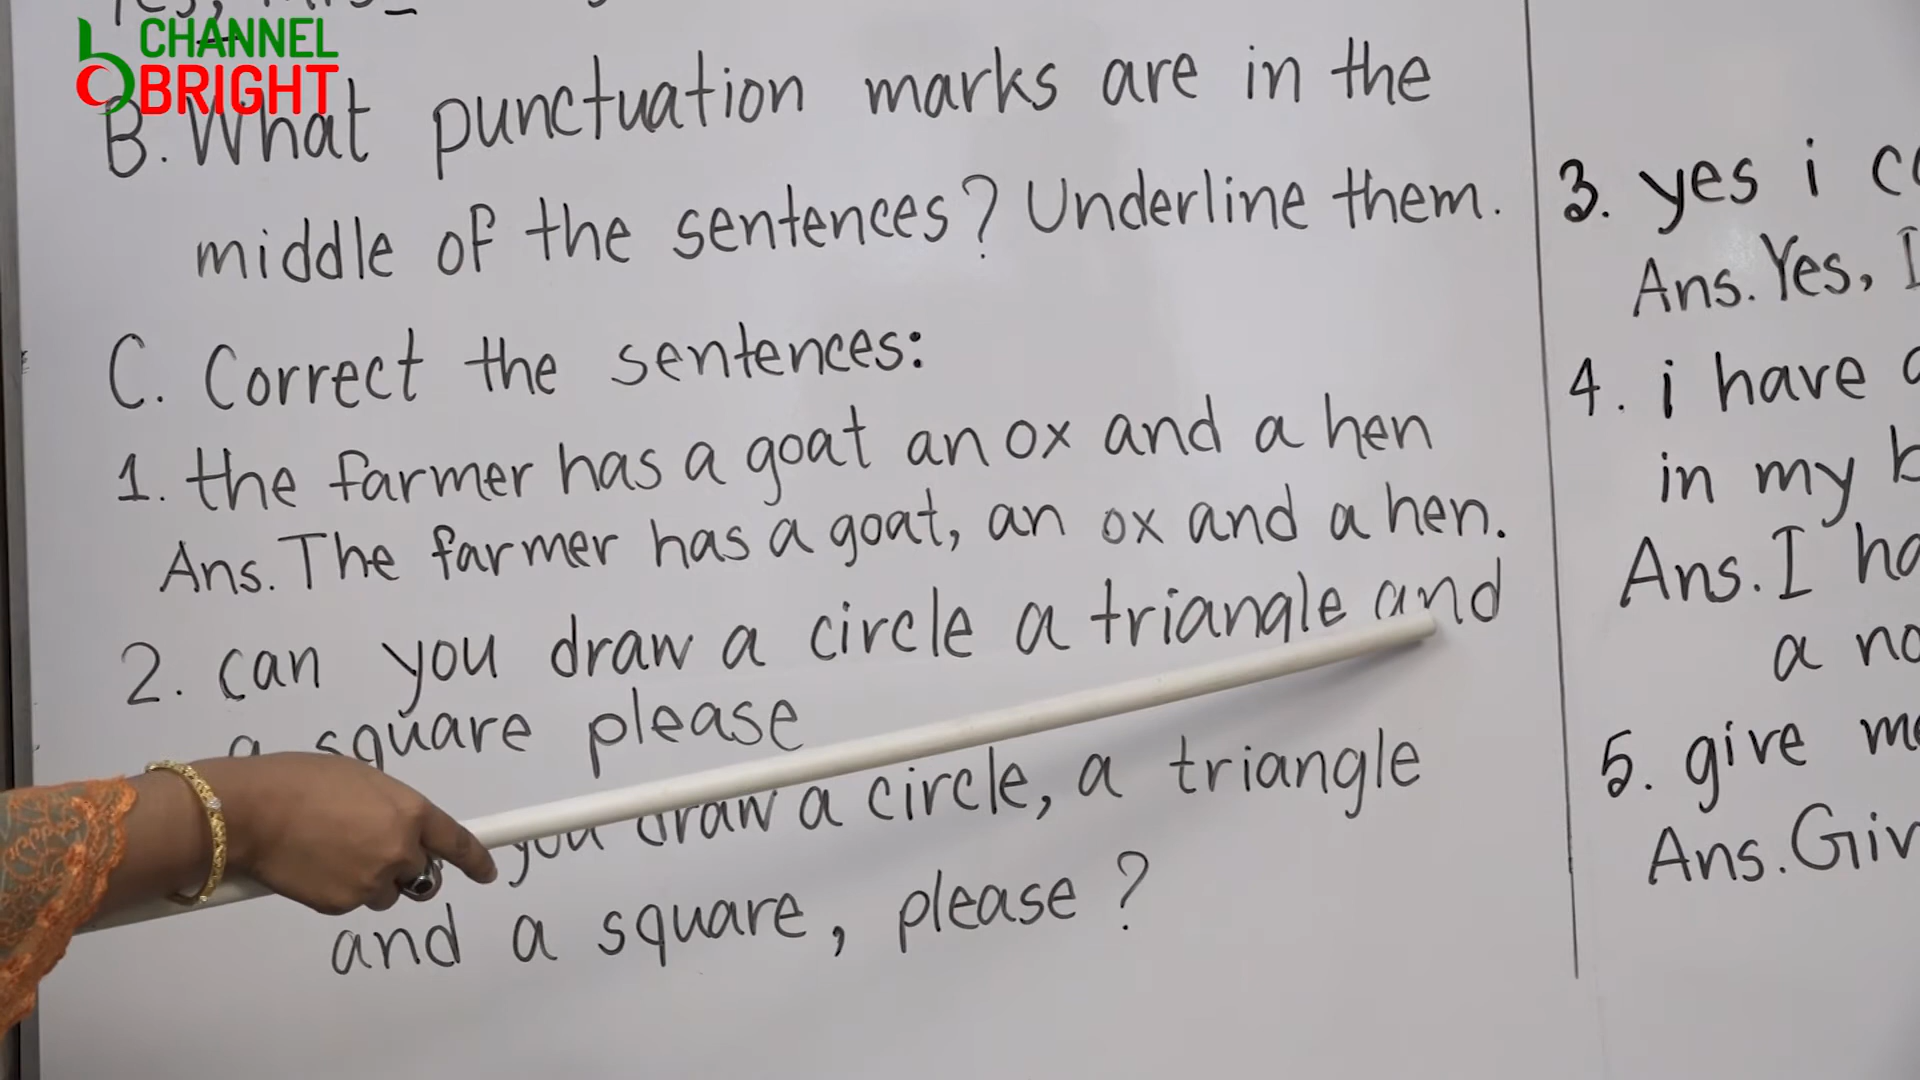 CHANNEL
BRIGHT
B. What punctuation marks are in the
middle of the sentences? Underline them.
C. Correct the sentences:
1. the farmer has a goat an ox and a hen
Ans. The farmer has a goat, an ox and a hen.
2. can you draw a circle a triangle and
a square please
you draw a circle, a triangle
and a square, please?
3. yes i
Ans. Yes, I
4. i have
in my
Ans. I
a
5. give
Ans.